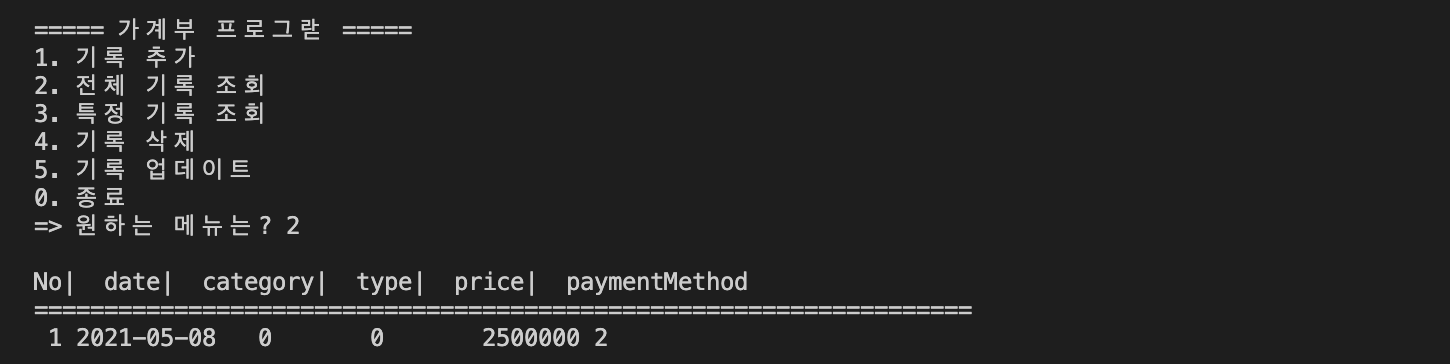 ===== 가계부 프로그랃 =====
1. 기록 추가
2. 전체 기록 조회
3. 특정 기록 조회
4. 기록 삭제
5. 기록 업데이트
0. 종료
=> 원하는 메뉴는? 2
No|  date|  category|  type|  price|  paymentMethod
===================================================================
1 2021-05-08   0       0       2500000 2